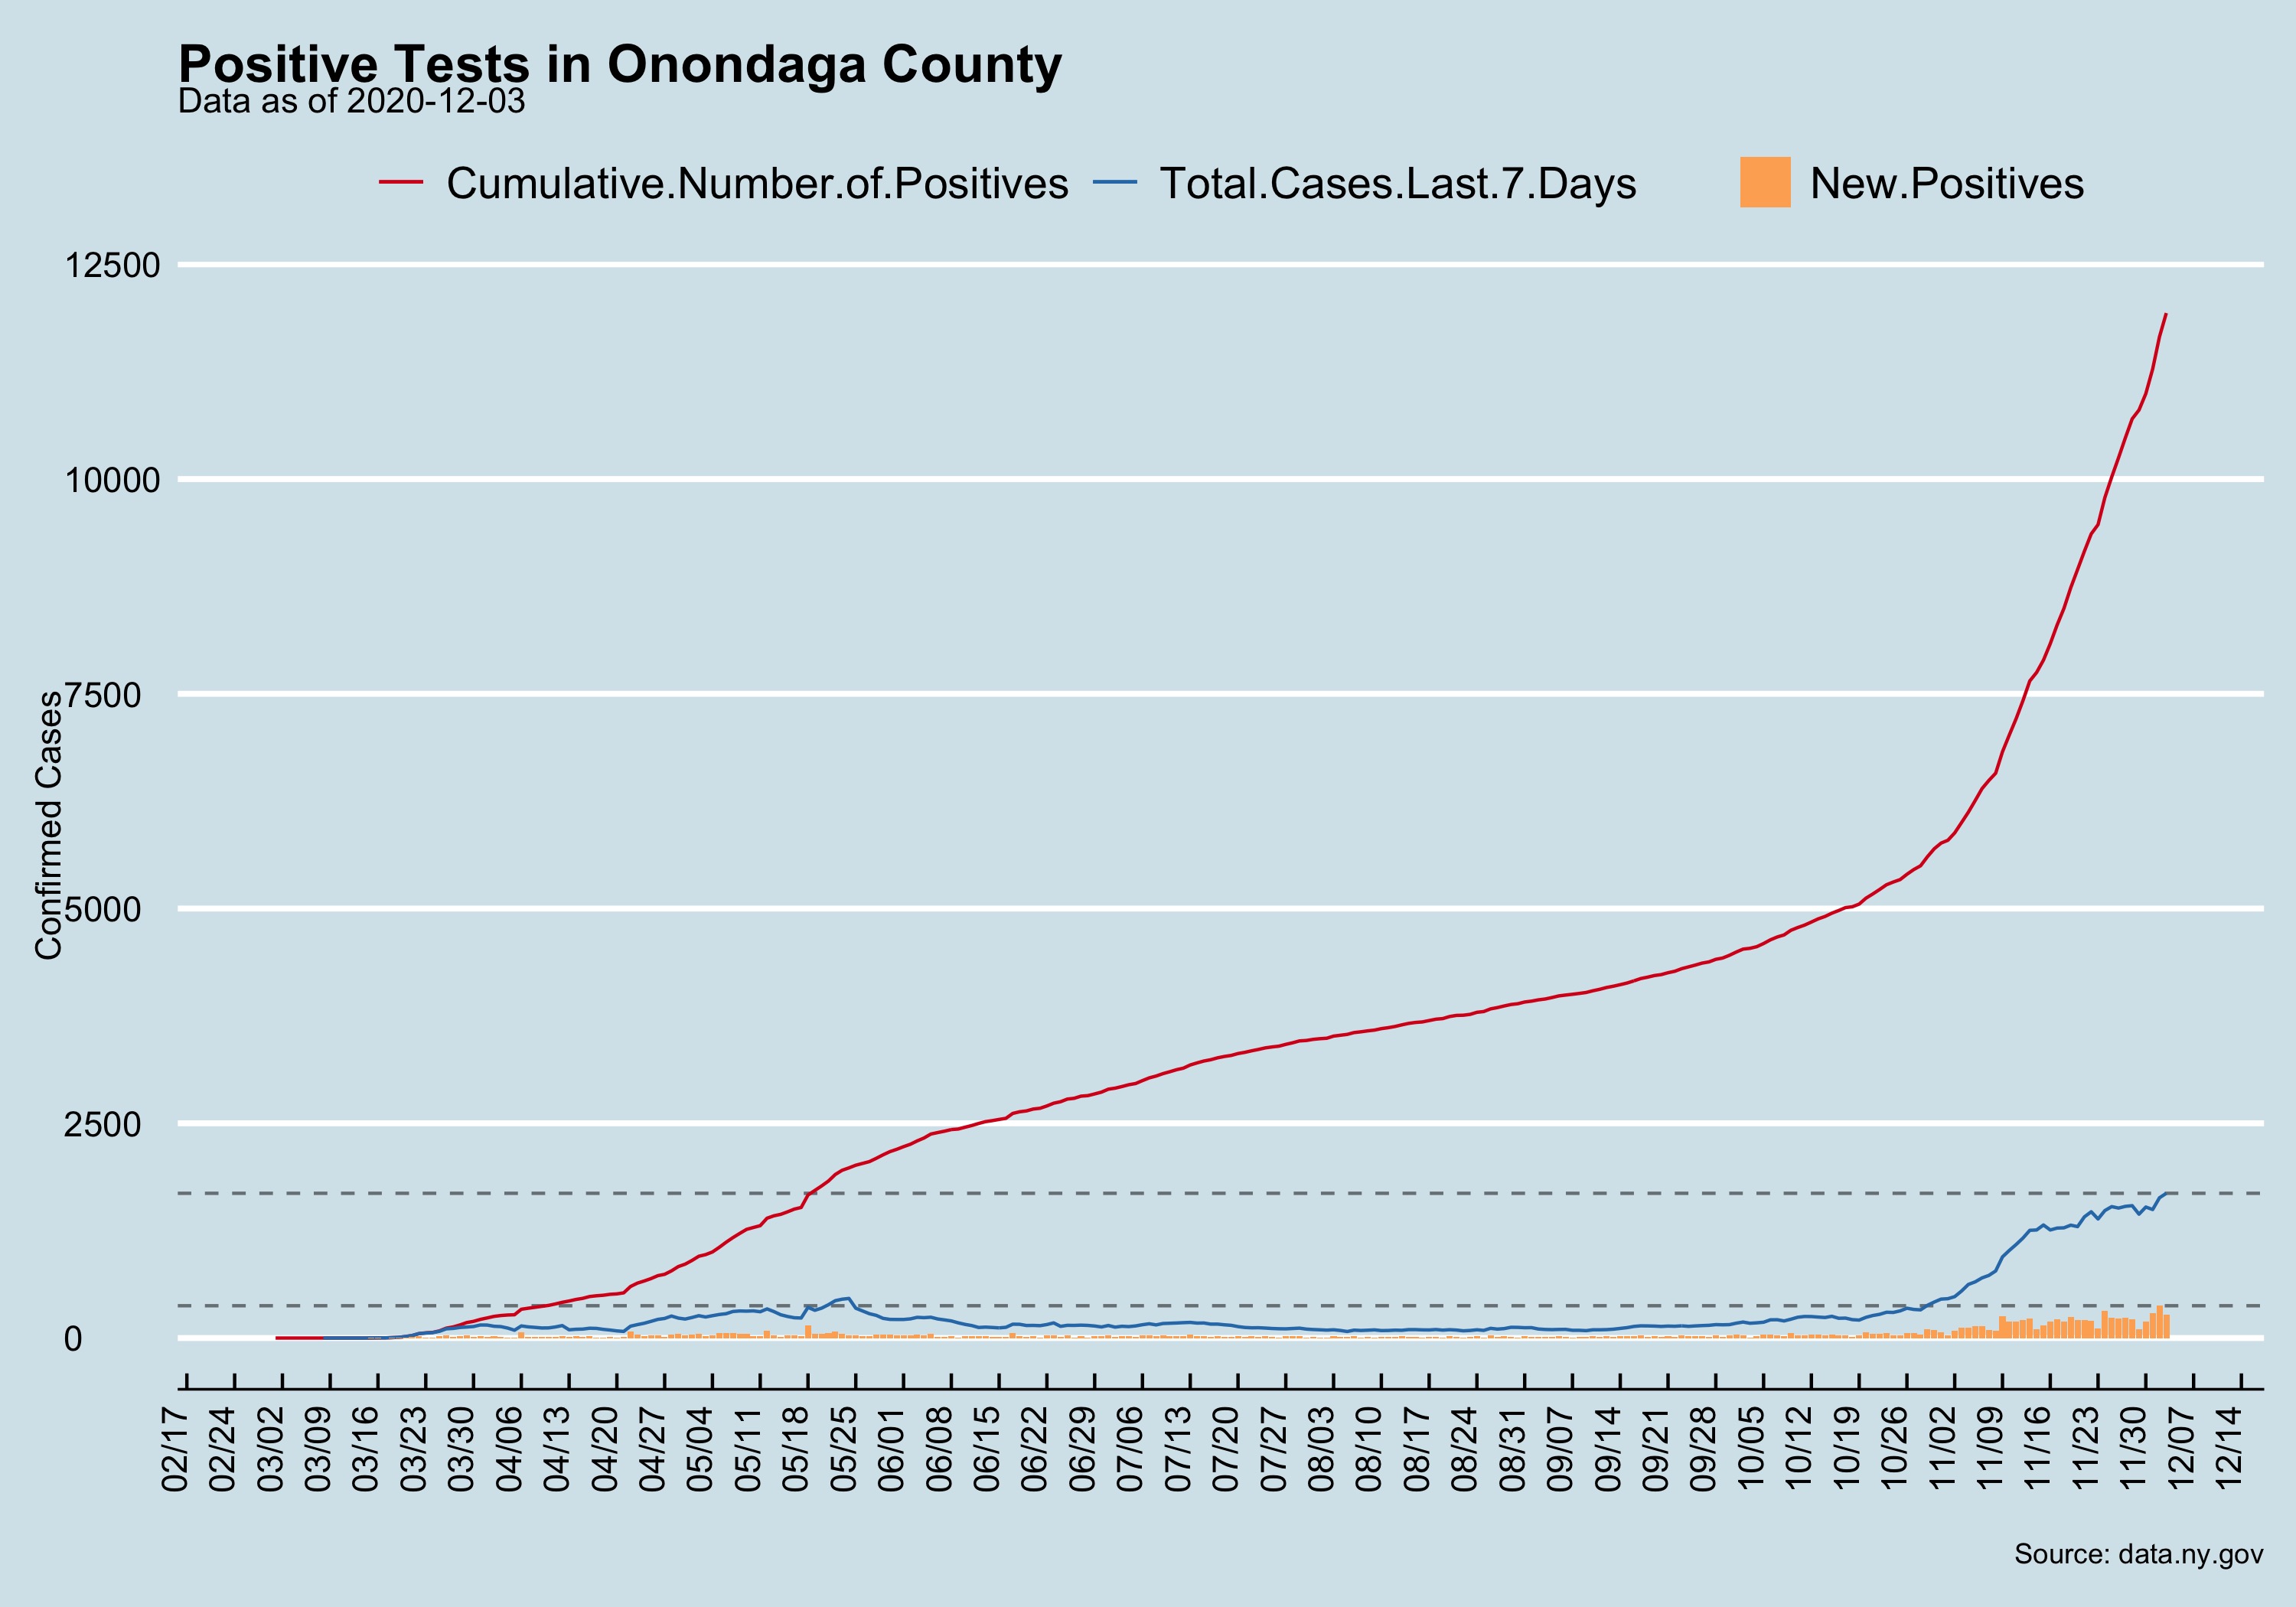 Positive Tests in Onondaga County
Data as of 2020-12-03
Cumulative.Number.of.Positives Total.Cases.Last.7.Days New.Positives
12500
10000
7500
5000
2500
0
Confirmed Cases
02/17 02/24 03/02 03/09 03/16 03/23 03/30 04/06 04/13 04/20 04/27 05/04 05/11 05/18 05/25 06/01 06/08 06/15 06/22 06/29 07/06 07/13 07/20 07/27 08/03 08/10 08/17 08/24 08/31 09/07 09/14 09/21 09/28 10/05 10/12 10/19 10/26 11/02 11/09 11/16 11/23 11/30 12/07 12/14
Source: data.ny.gov